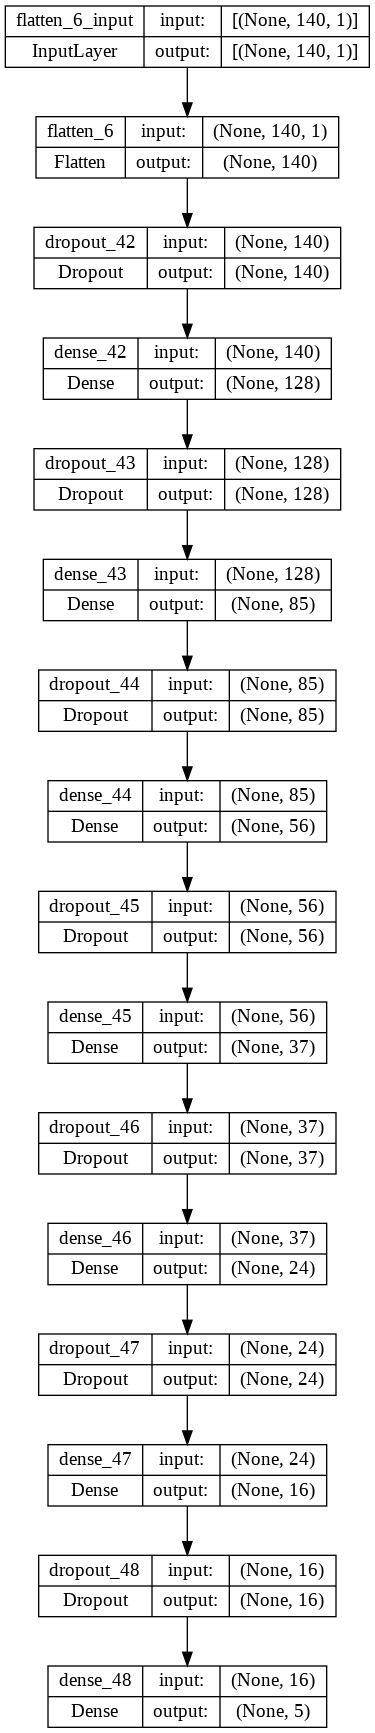 flatten_6_input input: [(None, 140, 1)]
InputLayer output: [(None, 140, 1)]
flatten_6 input: (None, 140, 1)
Flatten output: (None, 140)
dropout_42 input: (None, 140)
Dropout output: (None, 140)
dense_42 input: (None, 140)
Dense output: (None, 128)
dropout_43 input: (None, 128)
Dropout output: (None, 128)
dense_43 input: (None, 128)
Dense output: (None, 85)
dropout_44 input: (None, 85)
Dropout output: (None, 85)
dense_44 input: (None, 85)
Dense output: (None, 56)
dropout_45 input: (None, 56)
Dropout output: (None, 56)
dense_45 input: (None, 56)
Dense output: (None, 37)
dropout_46 input: (None, 37)
Dropout output: (None, 37)
dense_46 input: (None, 37)
Dense output: (None, 24)
dropout_47 input: (None, 24)
Dropout output: (None, 24)
dense_47 input: (None, 24)
Dense output: (None, 16)
dropout_48 input: (None, 16)
Dropout output: (None, 16)
dense_48 input: (None, 16)
Dense output: (None, 5)